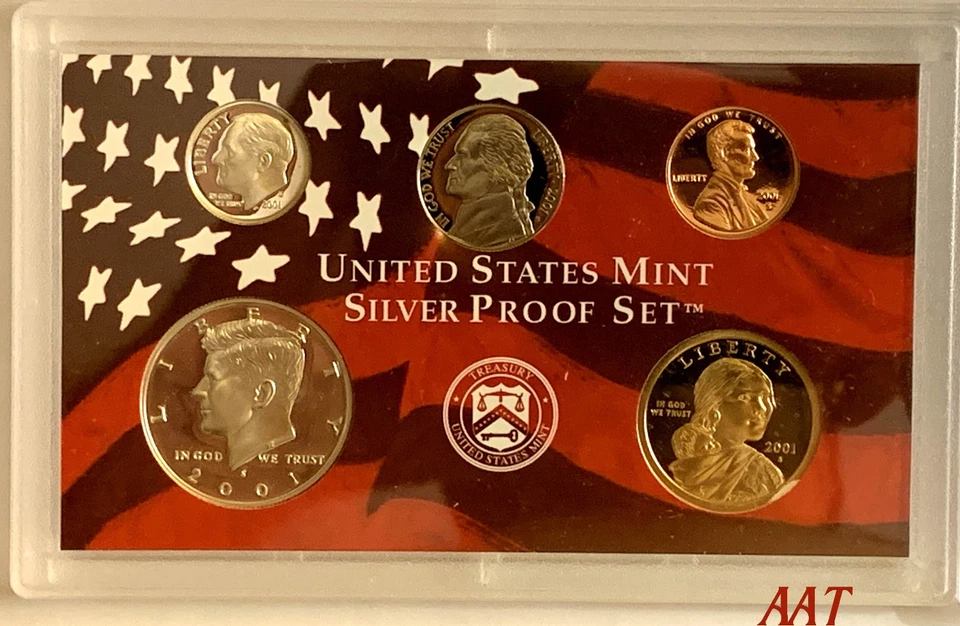 LIBERTY
IN GOD
WE TRUST
2001
IN GOD WE TRUST
LIBERTY 2001
S
IN GOD WE TRUST
LIBERTY
2001
S
UNITED STATES MINT
SILVER PROOF SET™
LIBERTY
IN GOD WE TRUST
S
2001
TREASURY
UNITED STATES MINT
LIBERTY
IN GOD
WE TRUST
2001
S
AAT